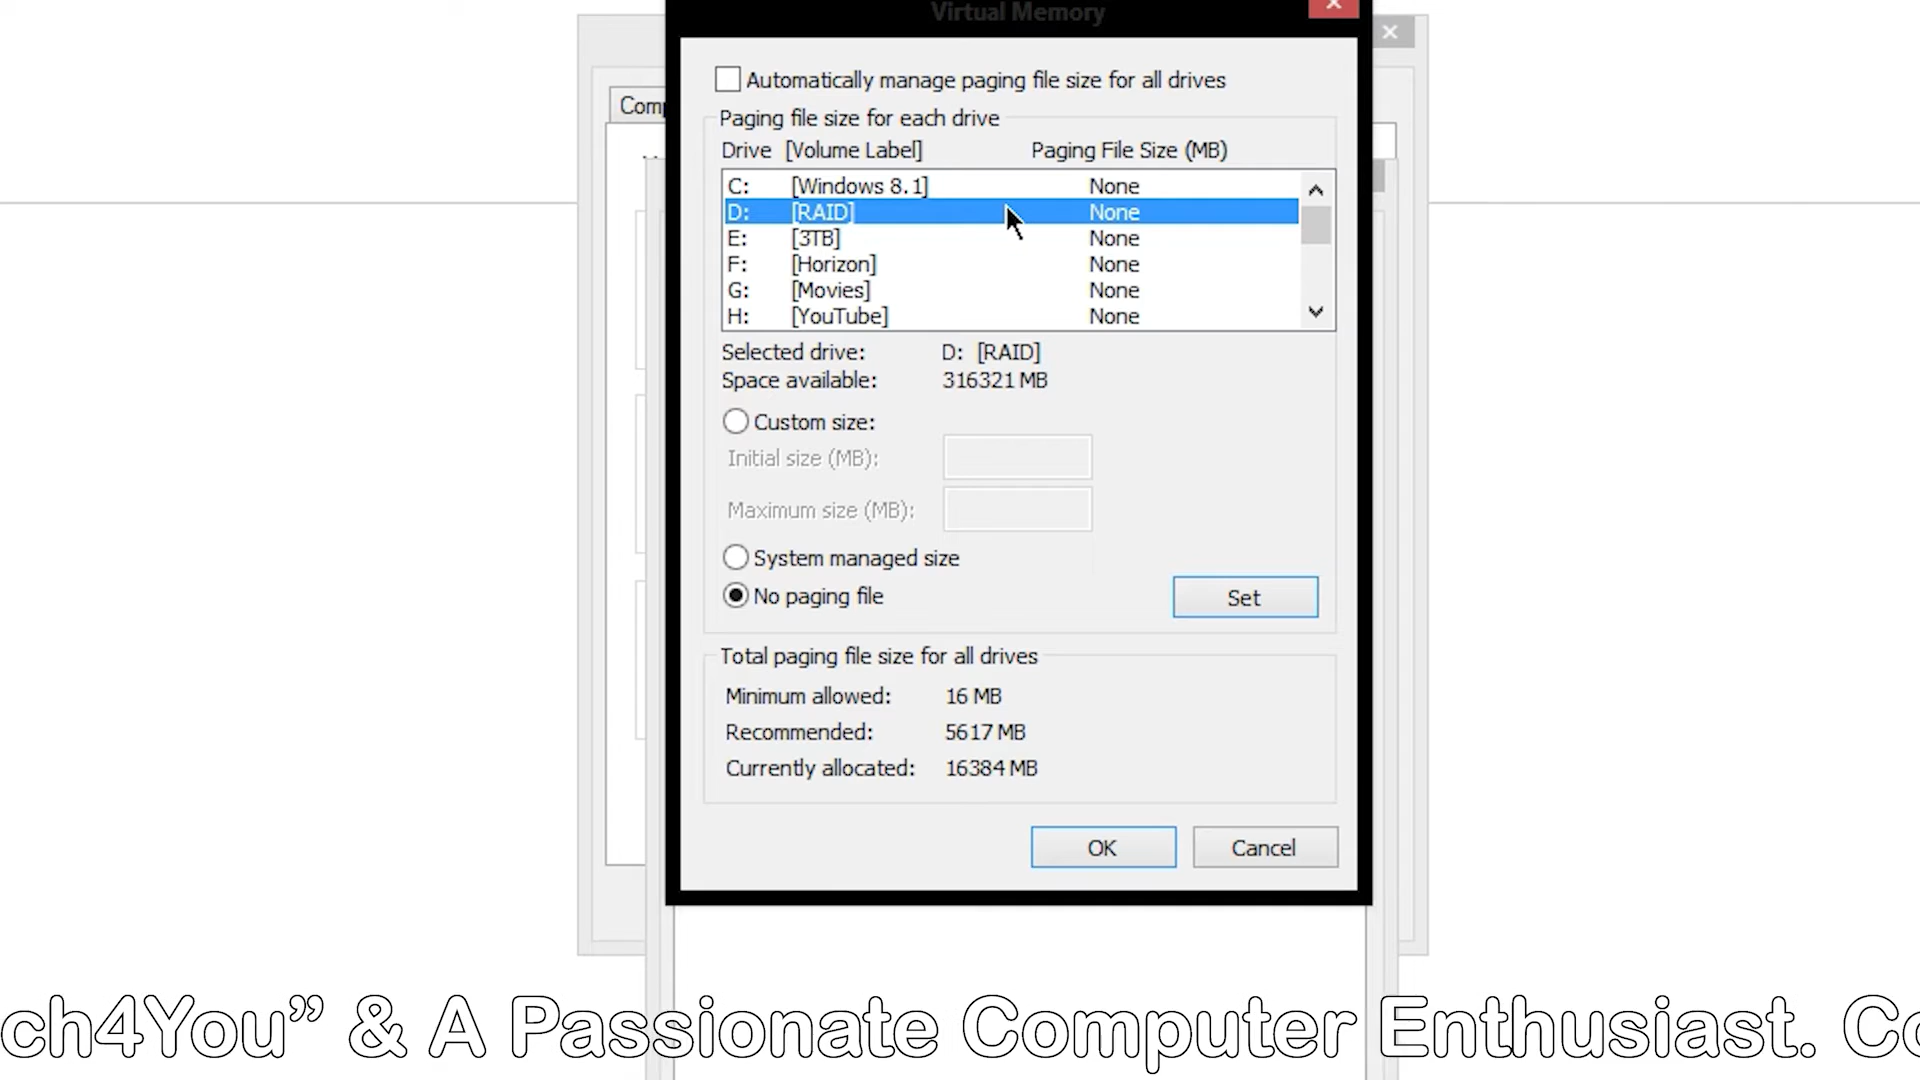 Virtual Memory
Comp
Automatically manage paging file size for all drives
Paging file size for each drive
Drive [Volume Label] Paging File Size (MB)
C: [Windows 8.1] None
D: [RAID] None
E: [3TB] None
F: [Horizon] None
G: [Movies] None
H: [YouTube] None
Selected drive: D: [RAID]
Space available: 316321 MB
Custom size:
Initial size (MB):
Maximum size (MB):
System managed size
No paging file
Set
Total paging file size for all drives
Minimum allowed: 16 MB
Recommended: 5617 MB
Currently allocated: 16384 MB
OK Cancel
ch4You” & A Passionate Computer Enthusiast. Co